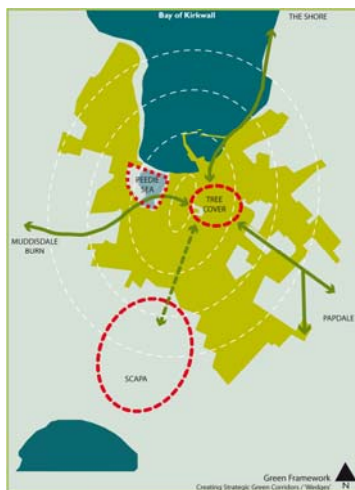 Bay of Kirkwall
THE SHORE
PEEDIE
SEA
TREE
COVER
MUDDISDALE
BURN
PAPDALE
SCAPA
Green Framework
Creating Strategic Green Corridors / 'Wedges'
N